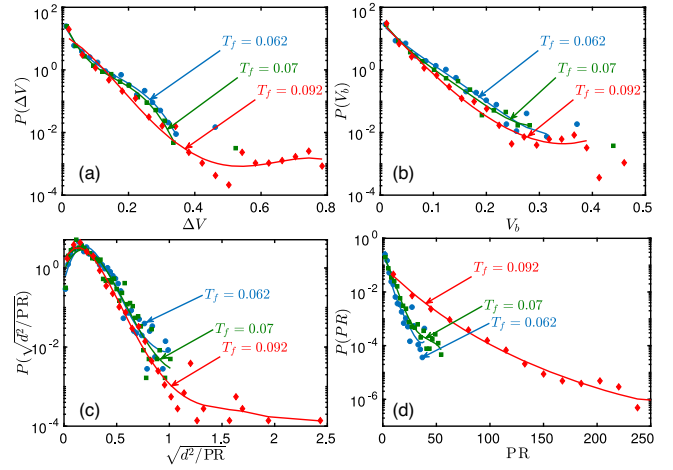 10^2
10^0
10^-2
10^-4
P(ΔV)
T_f = 0.062
T_f = 0.07
T_f = 0.092
(a)
0 0.2 0.4 0.6 0.8
ΔV
10^2
10^0
10^-2
10^-4
P(V_b)
T_f = 0.062
T_f = 0.07
T_f = 0.092
(b)
0 0.1 0.2 0.3 0.4 0.5
V_b
10^0
10^-2
10^-4
P(√d²/PR)
T_f = 0.062
T_f = 0.07
T_f = 0.092
(c)
0 0.5 1 1.5 2 2.5
√d²/PR
10^0
10^-2
10^-4
10^-6
P(PR)
T_f = 0.092
T_f = 0.07
T_f = 0.062
(d)
0 50 100 150 200 250
PR